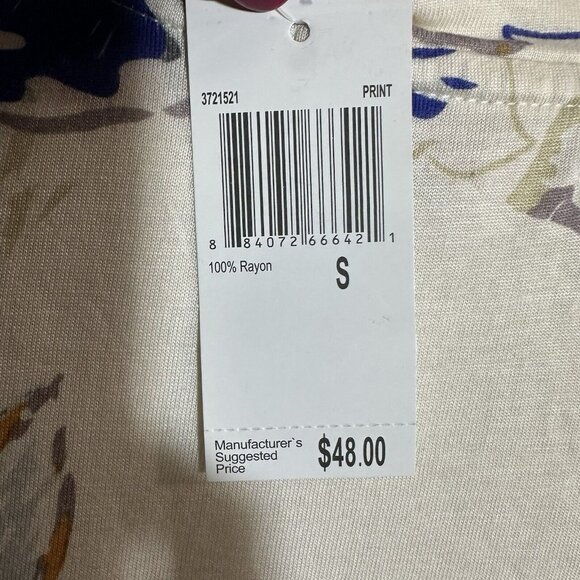 3721521 PRINT
8 84072 66642 1
100% Rayon S
Manufacturer`s
Suggested
Price $48.00